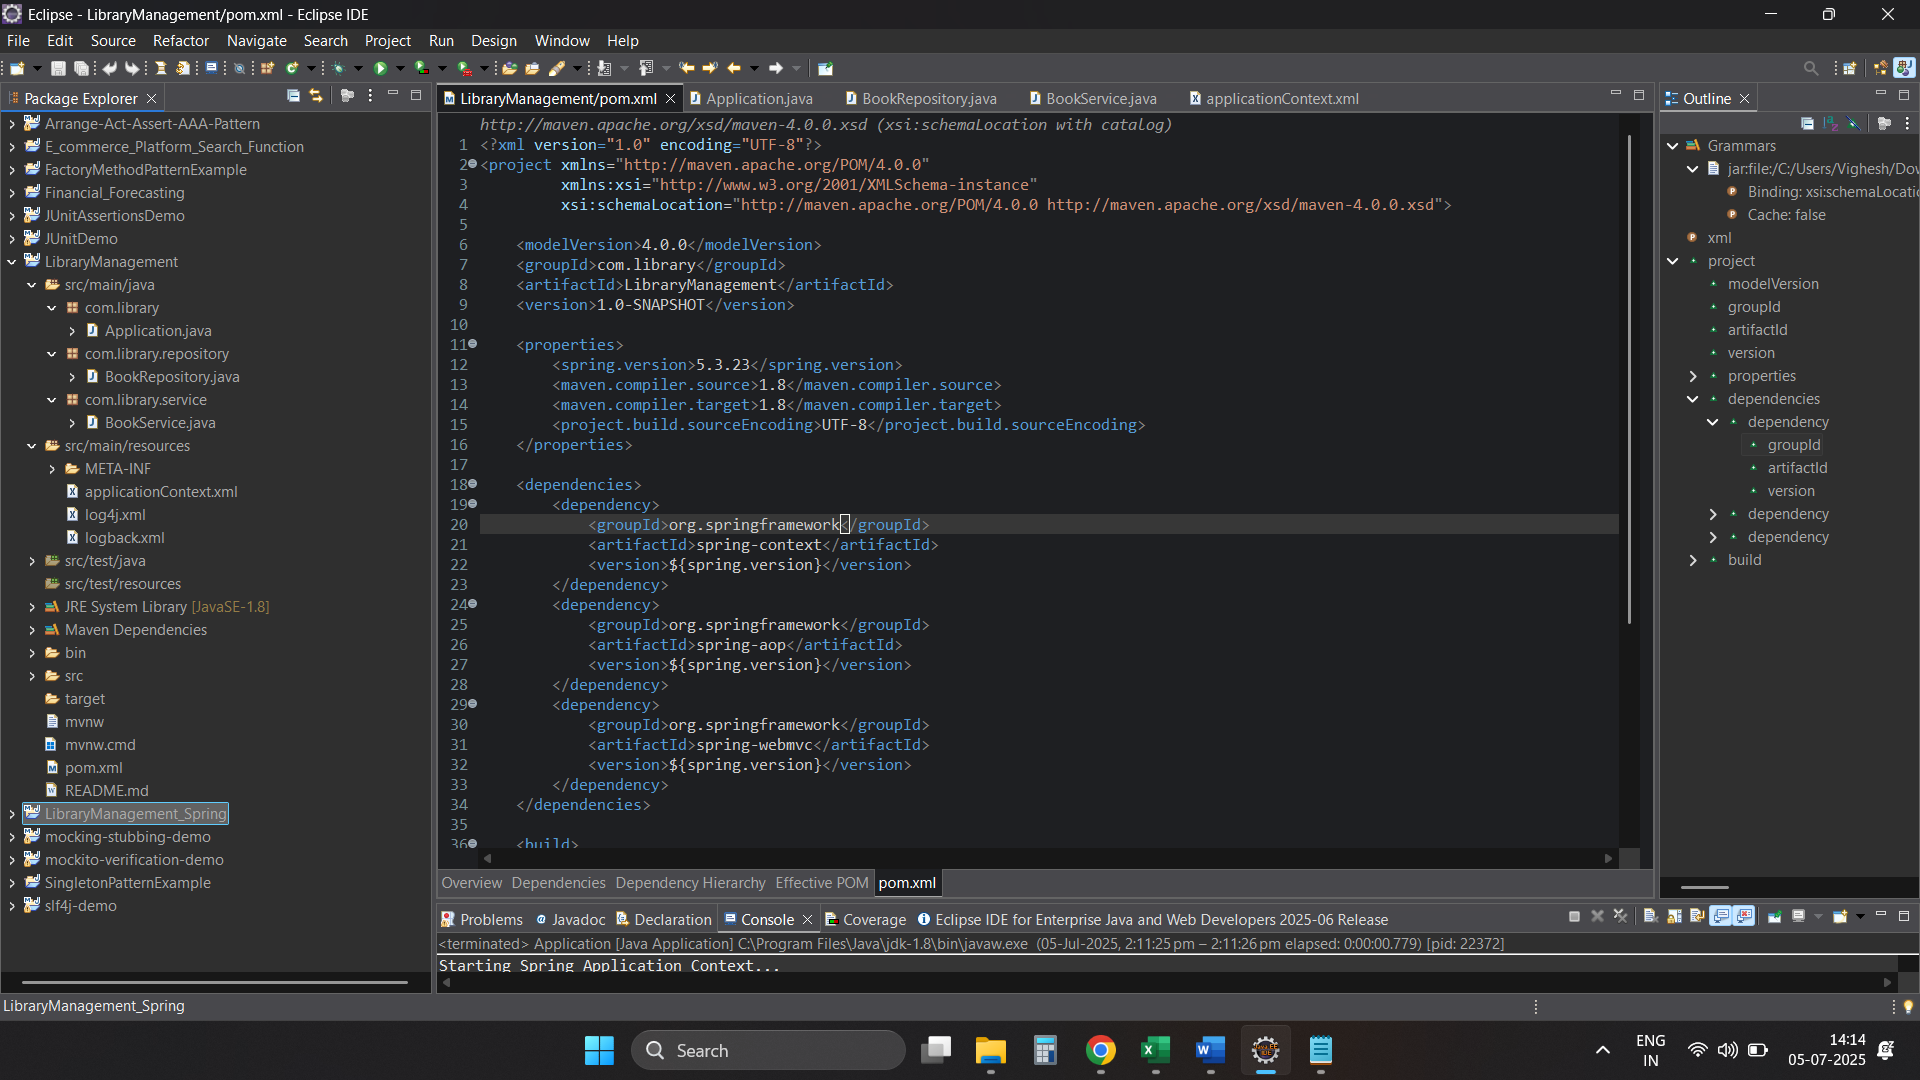 Eclipse - LibraryManagement/pom.xml - Eclipse IDE
File Edit Source Refactor Navigate Search Project Run Design Window Help
Package Explorer
Arrange-Act-Assert-AAA-Pattern
E_commerce_Platform_Search_Function
FactoryMethodPatternExample
Financial_Forecasting
JUnitAssertionsDemo
JUnitDemo
LibraryManagement
src/main/java
com.library
Application.java
com.library.repository
BookRepository.java
com.library.service
BookService.java
src/main/resources
META-INF
applicationContext.xml
log4j.xml
logback.xml
src/test/java
src/test/resources
JRE System Library [JavaSE-1.8]
Maven Dependencies
bin
src
target
mvnw
mvnw.cmd
pom.xml
README.md
LibraryManagement_Spring
mocking-stubbing-demo
mockito-verification-demo
SingletonPatternExample
slf4j-demo
LibraryManagement/pom.xml Application.java BookRepository.java BookService.java applicationContext.xml
http://maven.apache.org/xsd/maven-4.0.0.xsd (xsi:schemaLocation with catalog)
1 <?xml version="1.0" encoding="UTF-8"?>
2 <project xmlns="http://maven.apache.org/POM/4.0.0"
3 xmlns:xsi="http://www.w3.org/2001/XMLSchema-instance"
4 xsi:schemaLocation="http://maven.apache.org/POM/4.0.0 http://maven.apache.org/xsd/maven-4.0.0.xsd">
5
6 <modelVersion>4.0.0</modelVersion>
7 <groupId>com.library</groupId>
8 <artifactId>LibraryManagement</artifactId>
9 <version>1.0-SNAPSHOT</version>
10
11 <properties>
12 <spring.version>5.3.23</spring.version>
13 <maven.compiler.source>1.8</maven.compiler.source>
14 <maven.compiler.target>1.8</maven.compiler.target>
15 <project.build.sourceEncoding>UTF-8</project.build.sourceEncoding>
16 </properties>
17
18 <dependencies>
19 <dependency>
20 <groupId>org.springframework</groupId>
21 <artifactId>spring-context</artifactId>
22 <version>${spring.version}</version>
23 </dependency>
24 <dependency>
25 <groupId>org.springframework</groupId>
26 <artifactId>spring-aop</artifactId>
27 <version>${spring.version}</version>
28 </dependency>
29 <dependency>
30 <groupId>org.springframework</groupId>
31 <artifactId>spring-webmvc</artifactId>
32 <version>${spring.version}</version>
33 </dependency>
34 </dependencies>
35
36 <build>
Overview Dependencies Dependency Hierarchy Effective POM pom.xml
Outline
Grammars
jar:file:/C:/Users/Vighesh/Dov
Binding: xsi:schemaLocatio
Cache: false
xml
project
modelVersion
groupId
artifactId
version
properties
dependencies
dependency
groupId
artifactId
version
dependency
dependency
build
Problems Javadoc Declaration Console Coverage Eclipse IDE for Enterprise Java and Web Developers 2025-06 Release
<terminated> Application [Java Application] C:\Program Files\Java\jdk-1.8\bin\javaw.exe (05-Jul-2025, 2:11:25 pm – 2:11:26 pm elapsed: 0:00:00.779) [pid: 22372]
Starting Spring Application Context...
LibraryManagement_Spring
Search
ENG
IN
14:14
05-07-2025